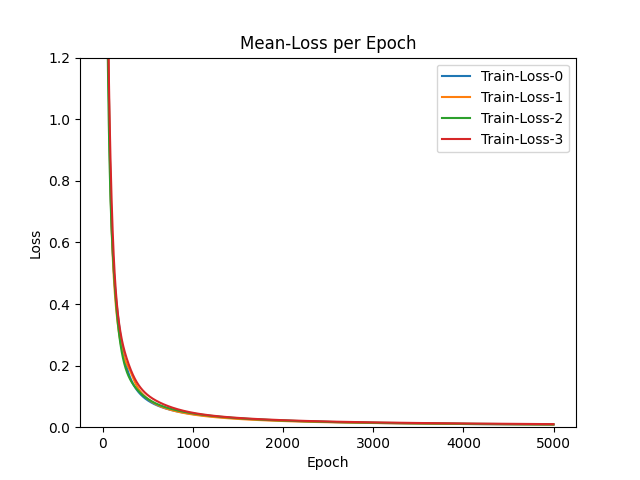 Mean-Loss per Epoch
1.2
1.0
0.8
0.6
0.4
0.2
0.0
Loss
Train-Loss-0
Train-Loss-1
Train-Loss-2
Train-Loss-3
0 1000 2000 3000 4000 5000
Epoch